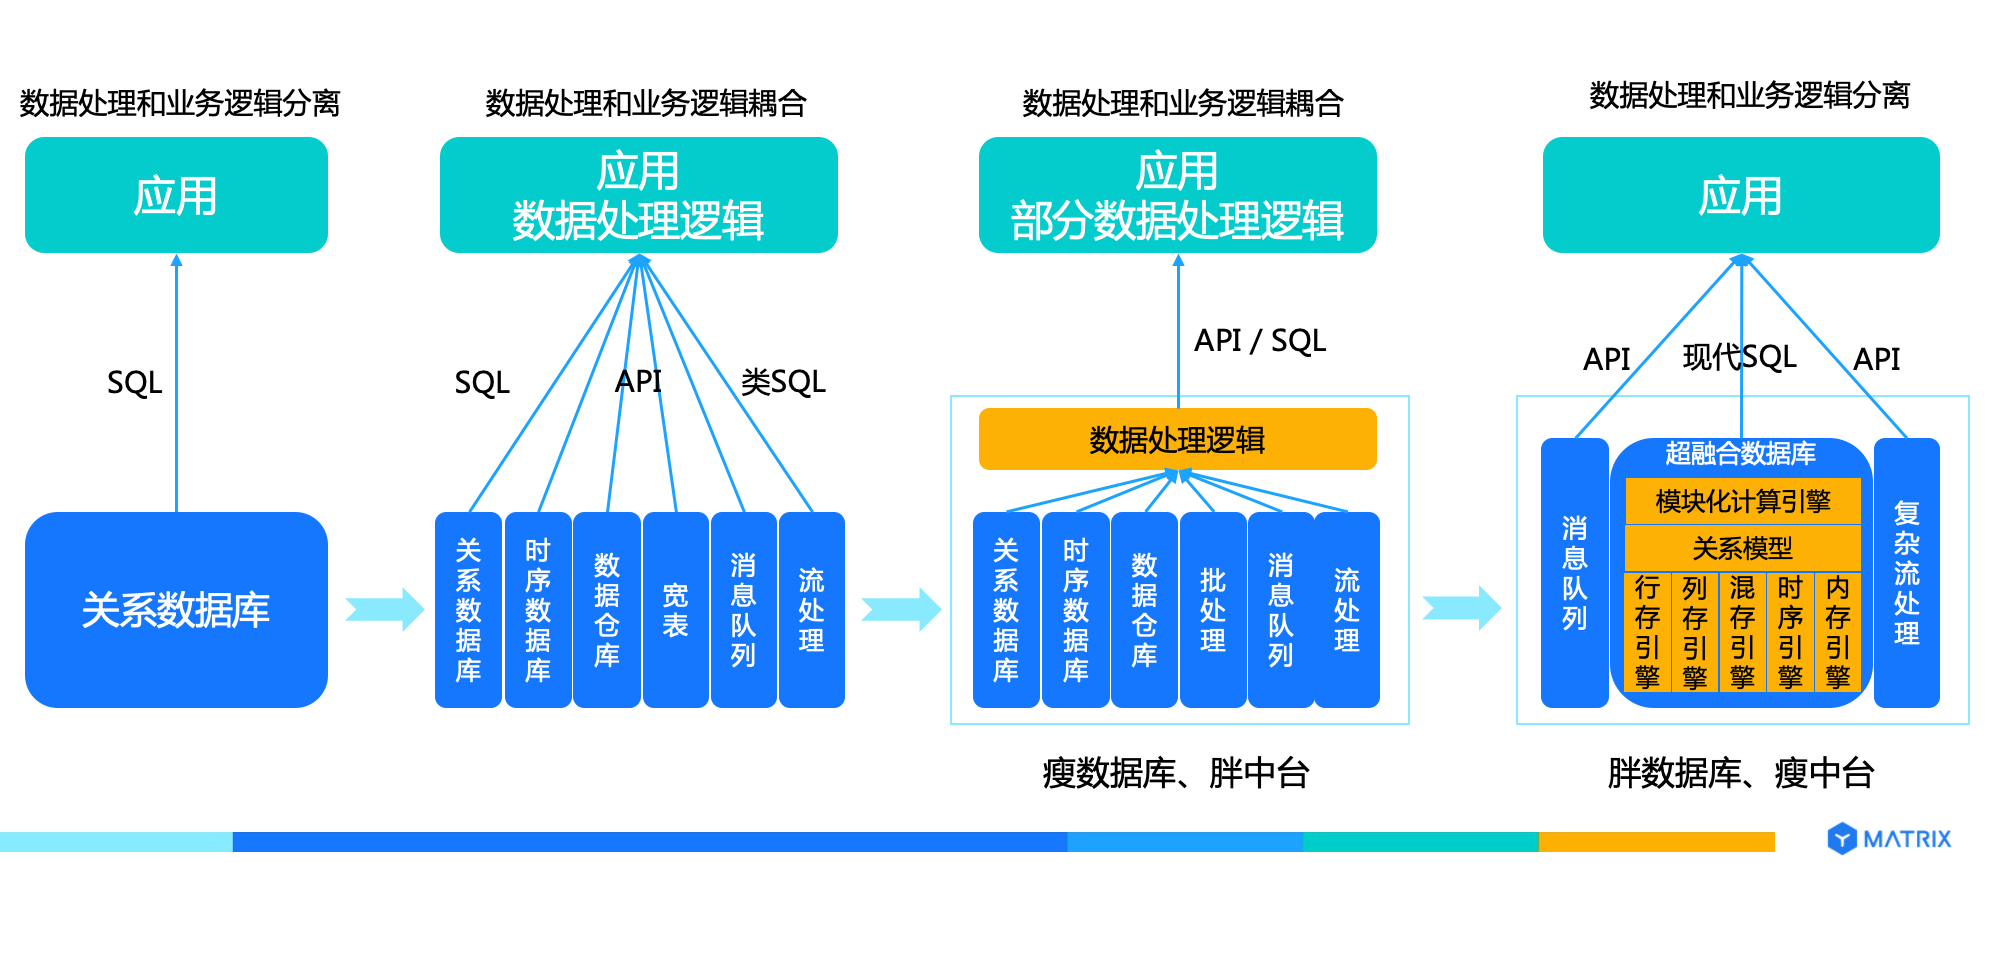 数据处理和业务逻辑分离
应用
SQL
关系数据库
数据处理和业务逻辑耦合
应用
数据处理逻辑
SQL
API
类SQL
关系数据库
时序数据库
数据仓库
宽表
消息队列
流处理
数据处理和业务逻辑耦合
应用
部分数据处理逻辑
API / SQL
数据处理逻辑
关系数据库
时序数据库
数据仓库
批处理
消息队列
流处理
瘦数据库、胖中台
数据处理和业务逻辑分离
应用
API
现代SQL
API
消息队列
超融合数据库
模块化计算引擎
关系模型
行存引擎
列存引擎
混存引擎
时序引擎
内存引擎
复杂流处理
胖数据库、瘦中台
MATRIX